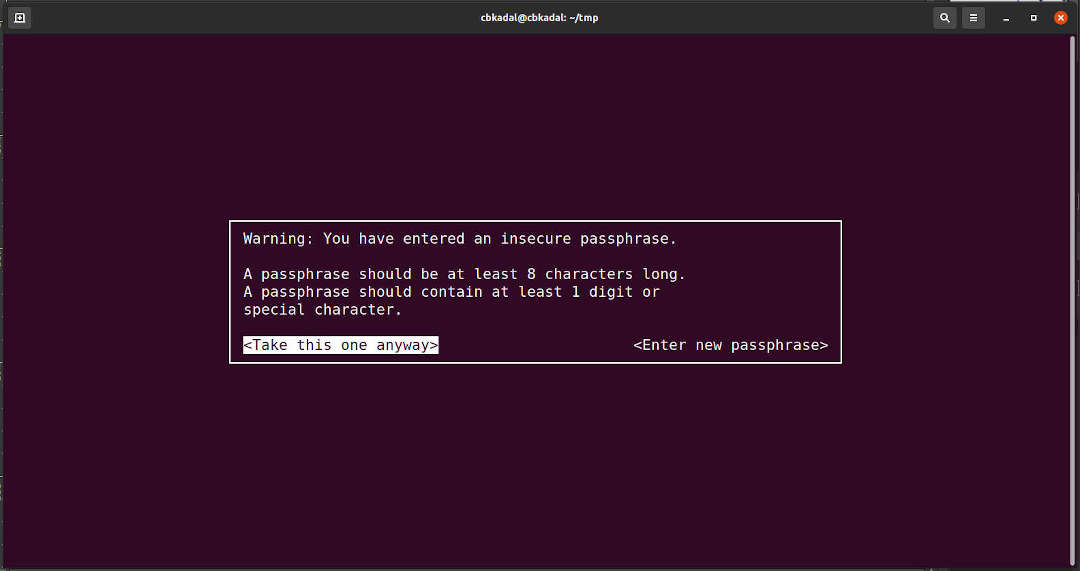 cbkadal@cbkadal: ~/tmp
Warning: You have entered an insecure passphrase.
A passphrase should be at least 8 characters long.
A passphrase should contain at least 1 digit or
special character.
<Take this one anyway> <Enter new passphrase>